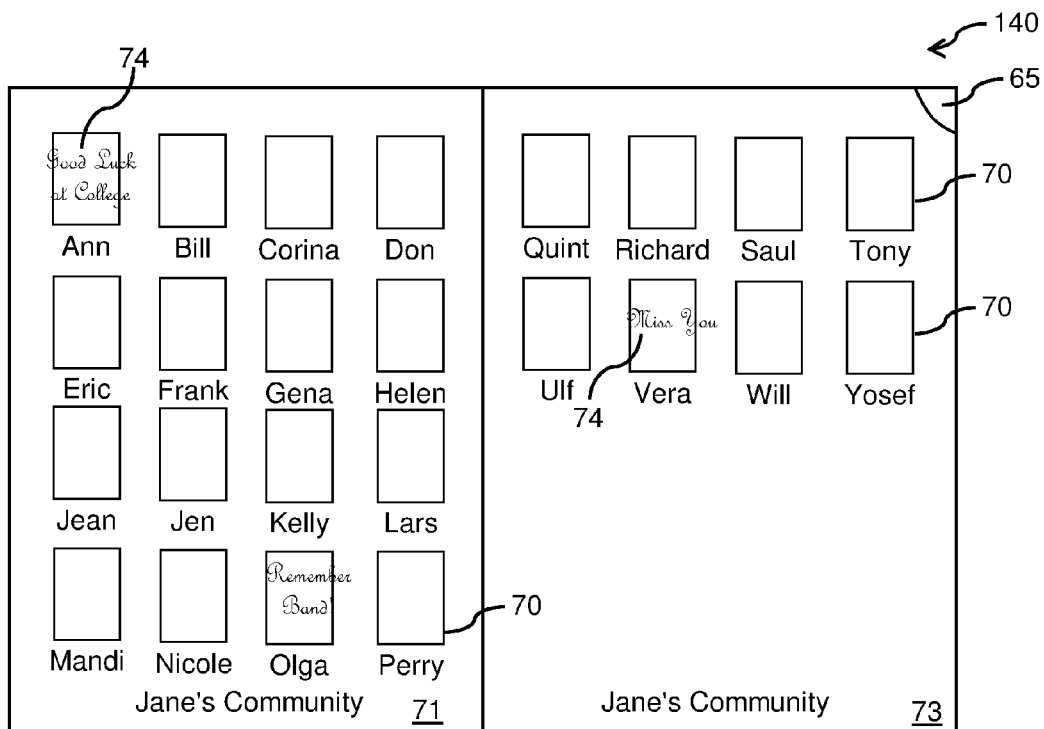 140
74
65
Good Luck
at College
70
Ann Bill Corina Don
Quint Richard Saul Tony
Miss You
70
Eric Frank Gena Helen
Ulf Vera Will Yosef
74
Jean Jen Kelly Lars
Remember
Band!
70
Mandi Nicole Olga Perry
Jane's Community 71
Jane's Community 73